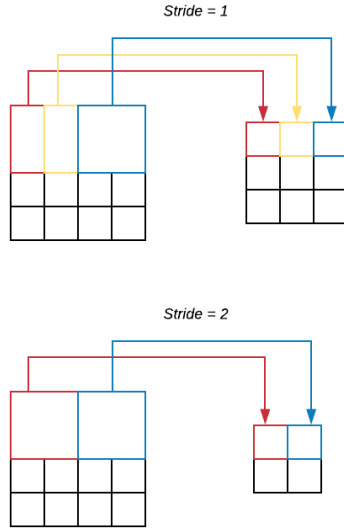 Stride = 1
Stride = 2